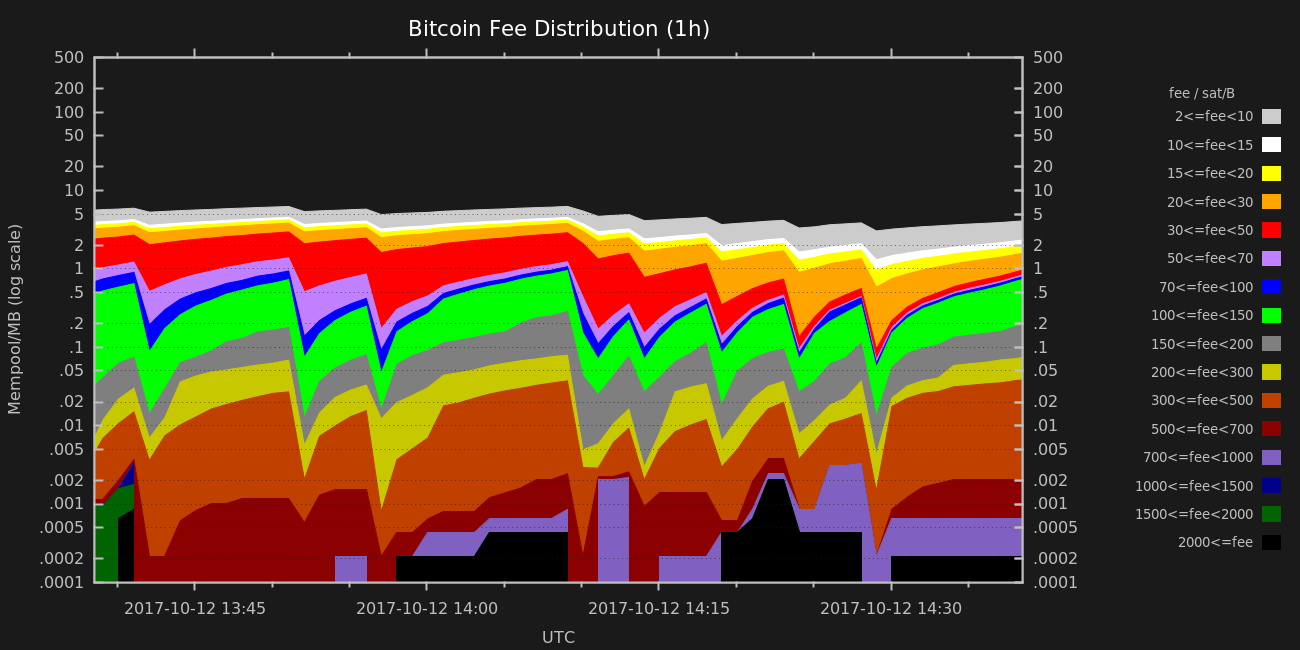 Bitcoin Fee Distribution (1h)
500 500
200 200
100 100
50 50
20 20
10 10
5 5
2 2
1 1
.5 .5
.2 .2
.1 .1
.05 .05
.02 .02
.01 .01
.005 .005
.002 .002
.001 .001
.0005 .0005
.0002 .0002
.0001 .0001
Mempool/MB (log scale)
2017-10-12 13:45 2017-10-12 14:00 2017-10-12 14:15 2017-10-12 14:30
UTC
fee / sat/B
2<=fee<10
10<=fee<15
15<=fee<20
20<=fee<30
30<=fee<50
50<=fee<70
70<=fee<100
100<=fee<150
150<=fee<200
200<=fee<300
300<=fee<500
500<=fee<700
700<=fee<1000
1000<=fee<1500
1500<=fee<2000
2000<=fee